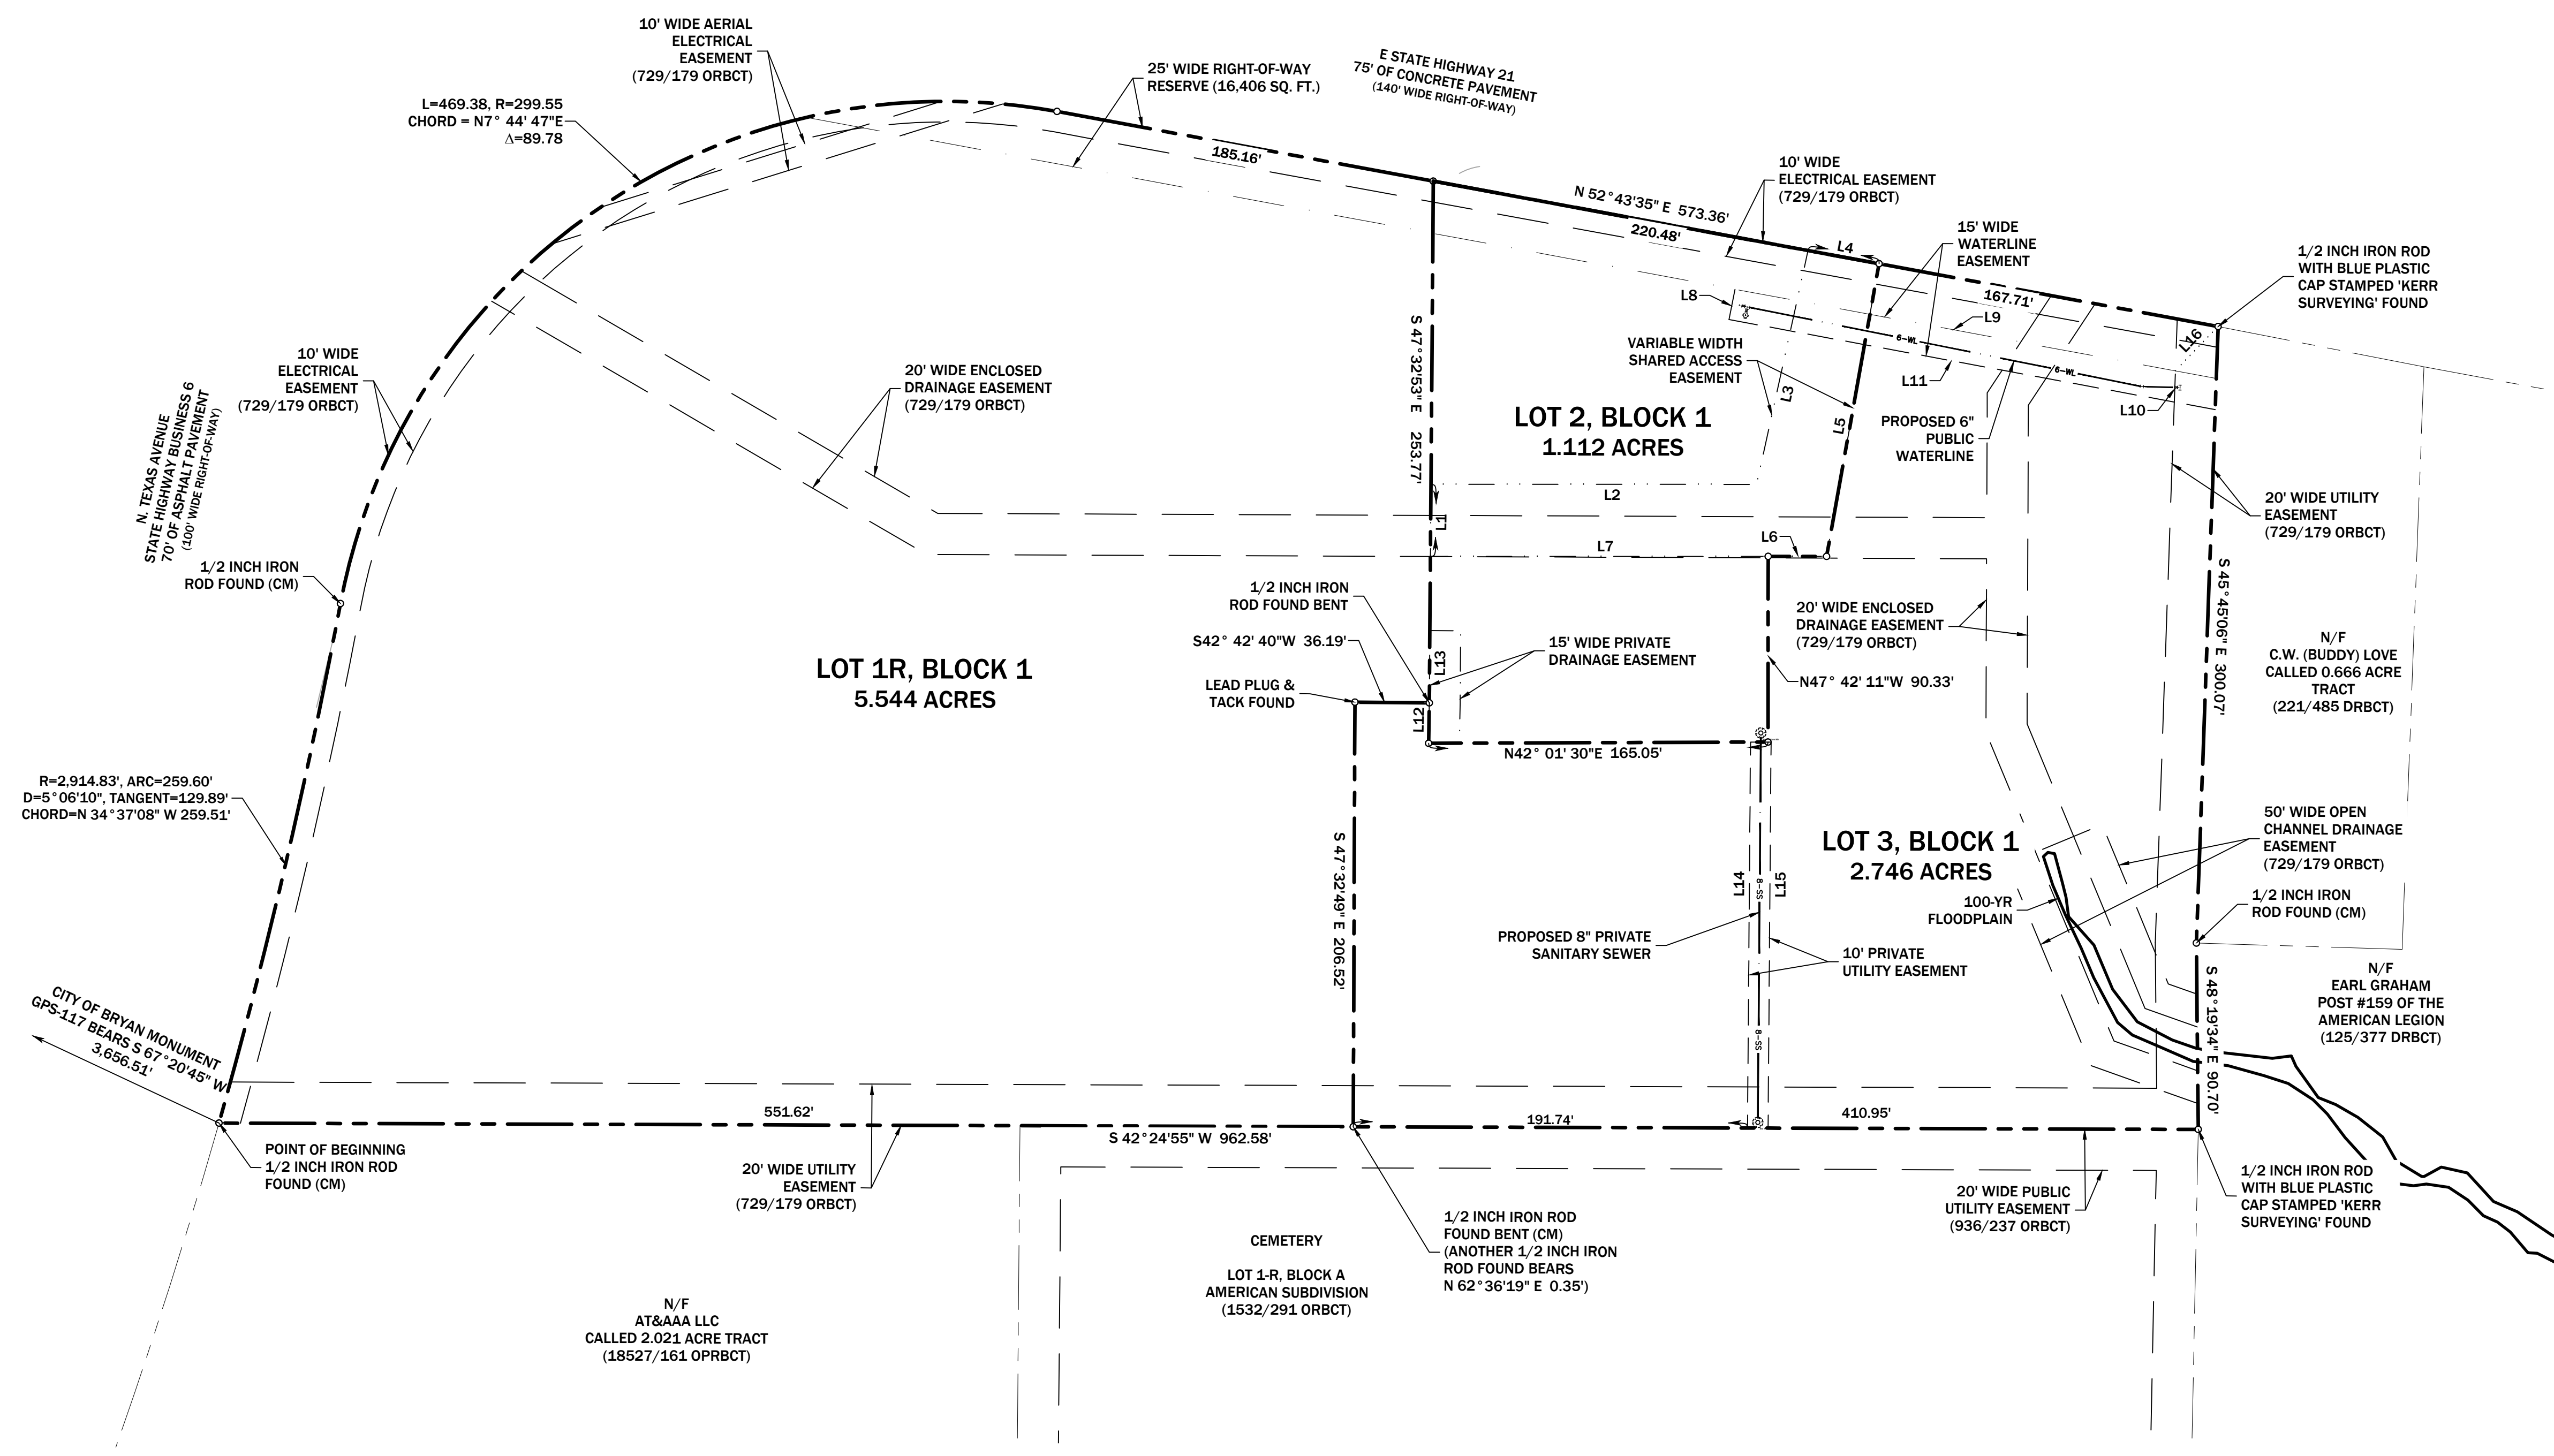 10' WIDE AERIAL
ELECTRICAL
EASEMENT
(729/179 ORBCT)
L=469.38, R=299.55
CHORD = N7° 44' 47"E
Δ=89.78
25' WIDE RIGHT-OF-WAY
RESERVE (16,406 SQ. FT.)
E STATE HIGHWAY 21
75' OF CONCRETE PAVEMENT
(140' WIDE RIGHT-OF-WAY)
185.16'
10' WIDE
ELECTRICAL EASEMENT
(729/179 ORBCT)
N 52°43'35" E 573.36'
220.48'
L4
15' WIDE
WATERLINE
EASEMENT
1/2 INCH IRON ROD
WITH BLUE PLASTIC
CAP STAMPED 'KERR
SURVEYING' FOUND
167.71'
L8
L9
L16
6-WL
6-WL
L11
L10
L3
L5
VARIABLE WIDTH
SHARED ACCESS
EASEMENT
PROPOSED 6"
PUBLIC
WATERLINE
10' WIDE
ELECTRICAL
EASEMENT
(729/179 ORBCT)
20' WIDE ENCLOSED
DRAINAGE EASEMENT
(729/179 ORBCT)
S 47°32'53" E 253.77'
LOT 2, BLOCK 1
1.112 ACRES
N. TEXAS AVENUE
STATE HIGHWAY BUSINESS 6
70' OF ASPHALT PAVEMENT
(100' WIDE RIGHT-OF-WAY)
L2
L1
L7
L6
20' WIDE UTILITY
EASEMENT
(729/179 ORBCT)
1/2 INCH IRON
ROD FOUND (CM)
1/2 INCH IRON
ROD FOUND BENT
S42° 42' 40"W 36.19'
LEAD PLUG &
TACK FOUND
L13
L12
15' WIDE PRIVATE
DRAINAGE EASEMENT
20' WIDE ENCLOSED
DRAINAGE EASEMENT
(729/179 ORBCT)
N47° 42' 11"W 90.33'
S 45°45'06" E 300.07'
N/F
C.W. (BUDDY) LOVE
CALLED 0.666 ACRE
TRACT
(221/485 DRBCT)
LOT 1R, BLOCK 1
5.544 ACRES
N42° 01' 30"E 165.05'
R=2,914.83', ARC=259.60'
D=5°06'10", TANGENT=129.89'
CHORD=N 34°37'08" W 259.51'
S 47°32'49" E 206.52'
L14
L15
8-SS
8-SS
LOT 3, BLOCK 1
2.746 ACRES
50' WIDE OPEN
CHANNEL DRAINAGE
EASEMENT
(729/179 ORBCT)
100-YR
FLOODPLAIN
1/2 INCH IRON
ROD FOUND (CM)
PROPOSED 8" PRIVATE
SANITARY SEWER
10' PRIVATE
UTILITY EASEMENT
S 48°19'34" E 90.70'
N/F
EARL GRAHAM
POST #159 OF THE
AMERICAN LEGION
(125/377 DRBCT)
CITY OF BRYAN MONUMENT
GPS-117 BEARS S 67°20'45" W
3,656.51'
551.62'
S 42°24'55" W 962.58'
191.74'
410.95'
POINT OF BEGINNING
1/2 INCH IRON ROD
FOUND (CM)
20' WIDE UTILITY
EASEMENT
(729/179 ORBCT)
20' WIDE PUBLIC
UTILITY EASEMENT
(936/237 ORBCT)
1/2 INCH IRON ROD
WITH BLUE PLASTIC
CAP STAMPED 'KERR
SURVEYING' FOUND
1/2 INCH IRON ROD
FOUND BENT (CM)
(ANOTHER 1/2 INCH IRON
ROD FOUND BEARS
N 62°36'19" E 0.35')
CEMETERY
LOT 1-R, BLOCK A
AMERICAN SUBDIVISION
(1532/291 ORBCT)
N/F
AT&AAA LLC
CALLED 2.021 ACRE TRACT
(18527/161 OPRBCT)